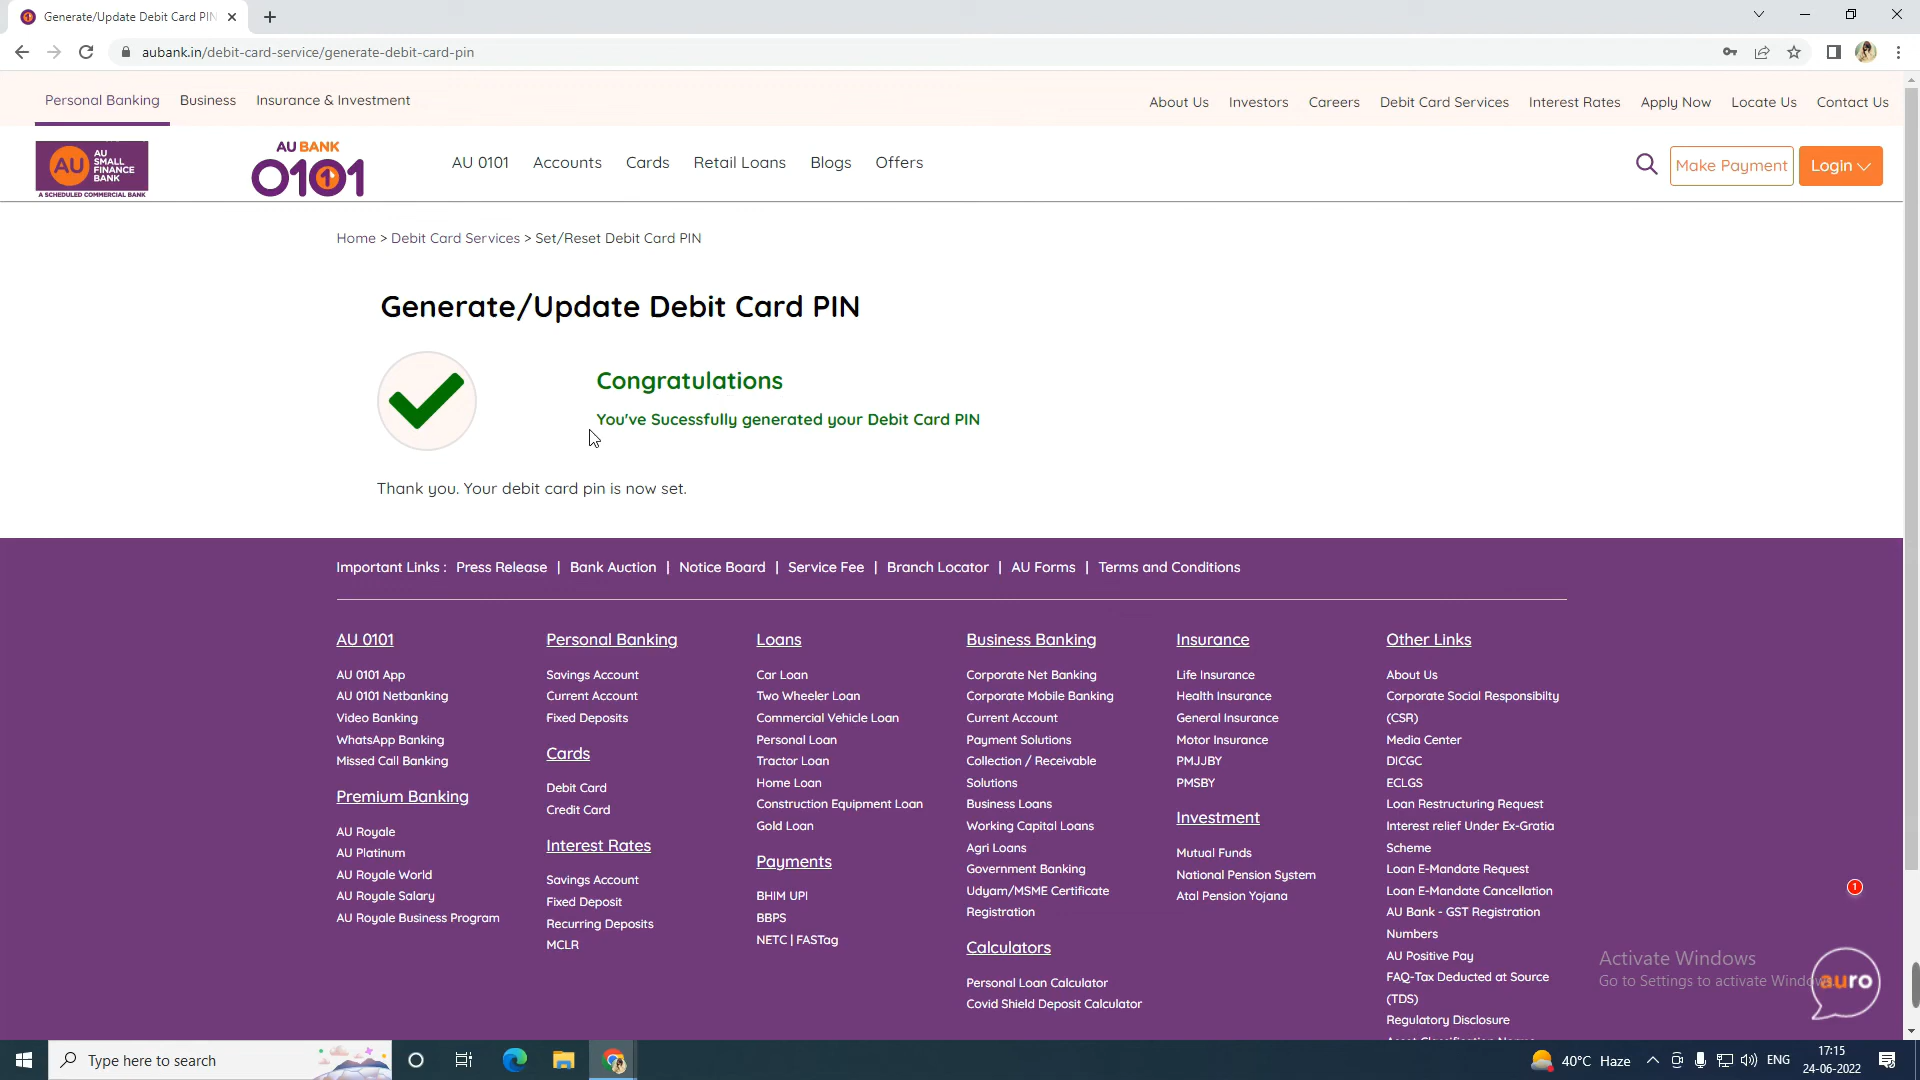 Generate/Update Debit Card PIN
aubank.in/debit-card-service/generate-debit-card-pin
Personal Banking Business Insurance & Investment
About Us Investors Careers Debit Card Services Interest Rates Apply Now Locate Us Contact Us
AU
AU
SMALL
FINANCE
BANK
A SCHEDULED COMMERCIAL BANK
AU BANK
0101
AU 0101 Accounts Cards Retail Loans Blogs Offers
Make Payment Login
Home > Debit Card Services > Set/Reset Debit Card PIN
Generate/Update Debit Card PIN
Congratulations
You've Sucessfully generated your Debit Card PIN
Thank you. Your debit card pin is now set.
Important Links : Press Release | Bank Auction | Notice Board | Service Fee | Branch Locator | AU Forms | Terms and Conditions
AU 0101
AU 0101 App
AU 0101 Netbanking
Video Banking
WhatsApp Banking
Missed Call Banking
Premium Banking
AU Royale
AU Platinum
AU Royale World
AU Royale Salary
AU Royale Business Program
Personal Banking
Savings Account
Current Account
Fixed Deposits
Cards
Debit Card
Credit Card
Interest Rates
Savings Account
Fixed Deposit
Recurring Deposits
MCLR
Loans
Car Loan
Two Wheeler Loan
Commercial Vehicle Loan
Personal Loan
Tractor Loan
Home Loan
Construction Equipment Loan
Gold Loan
Payments
BHIM UPI
BBPS
NETC | FASTag
Business Banking
Corporate Net Banking
Corporate Mobile Banking
Current Account
Payment Solutions
Collection / Receivable
Solutions
Business Loans
Working Capital Loans
Agri Loans
Government Banking
Udyam/MSME Certificate
Registration
Calculators
Personal Loan Calculator
Covid Shield Deposit Calculator
Insurance
Life Insurance
Health Insurance
General Insurance
Motor Insurance
PMJJBY
PMSBY
Investment
Mutual Funds
National Pension System
Atal Pension Yojana
Other Links
About Us
Corporate Social Responsibilty
(CSR)
Media Center
DICGC
ECLGS
Loan Restructuring Request
Interest relief Under Ex-Gratia
Scheme
Loan E-Mandate Request
Loan E-Mandate Cancellation
AU Bank - GST Registration
Numbers
AU Positive Pay
FAQ-Tax Deducted at Source
(TDS)
Regulatory Disclosure
1
Activate Windows
Go to Settings to activate Windows.
auro
Type here to search
40°C Haze ENG
17:15
24-06-2022